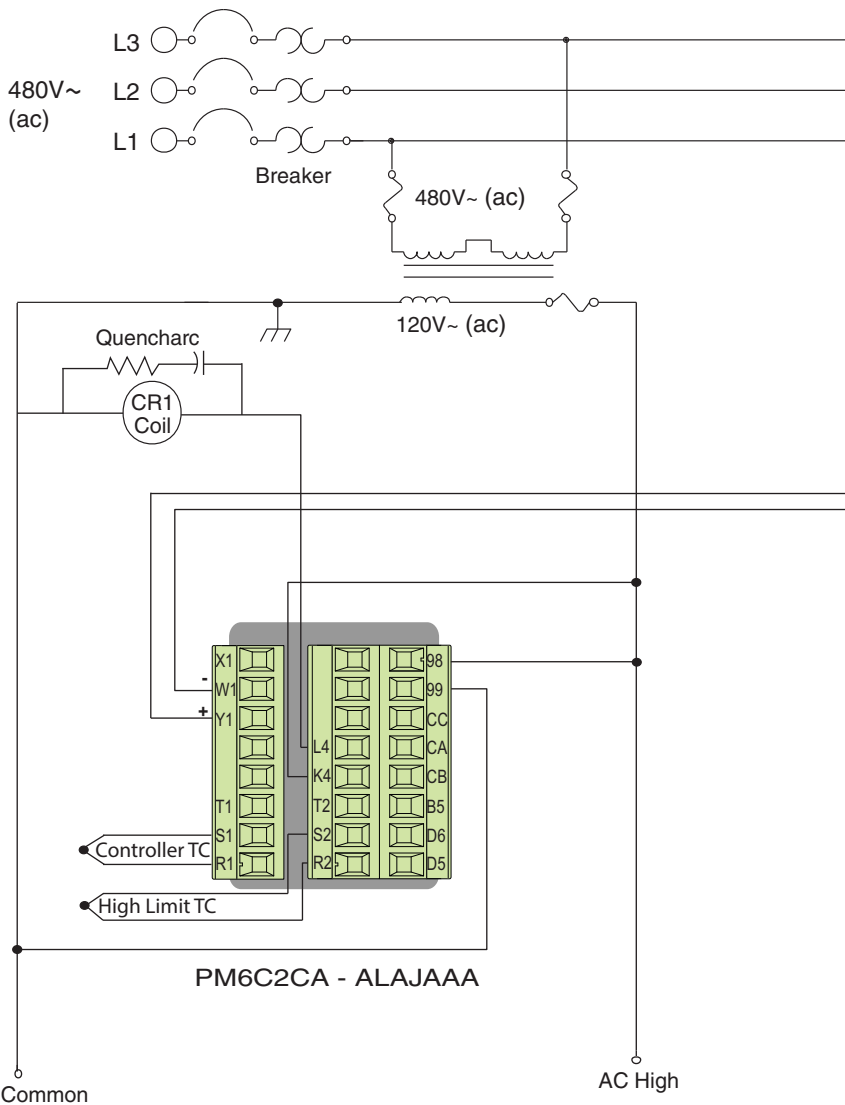 L3
480V~
(ac)
L2
L1
Breaker
480V~ (ac)
120V~ (ac)
Quencharc
CR1
Coil
X1
98
-
W1
99
+
Y1
CC
L4
CA
K4
CB
T1
T2
B5
S1
S2
D6
Controller TC
R1
R2
D5
High Limit TC
PM6C2CA - ALAJAAA
Common
AC High